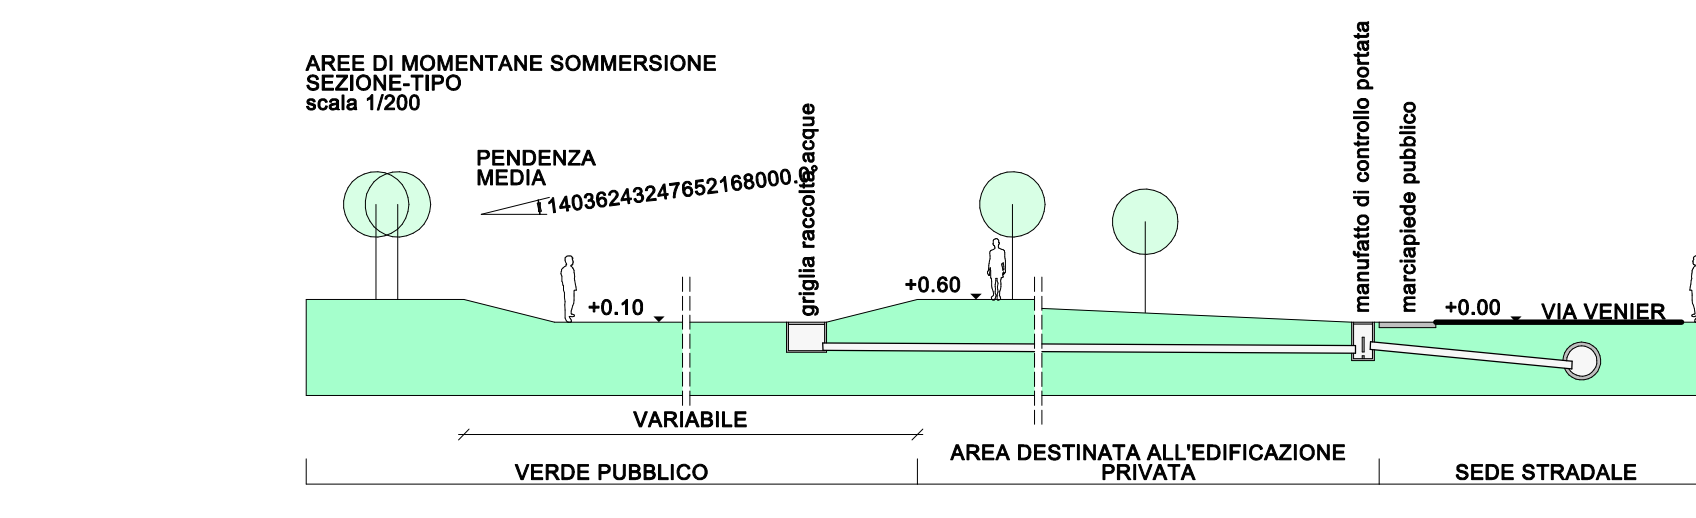 AREE DI MOMENTANE SOMMERSIONE
SEZIONE-TIPO
scala 1/200
PENDENZA
MEDIA
griglia raccolta acque
manufatto di controllo portata
marciapiede pubblico
+0.10
+0.60
+0.00
VIA VENIER
VARIABILE
VERDE PUBBLICO
AREA DESTINATA ALL'EDIFICAZIONE
PRIVATA
SEDE STRADALE